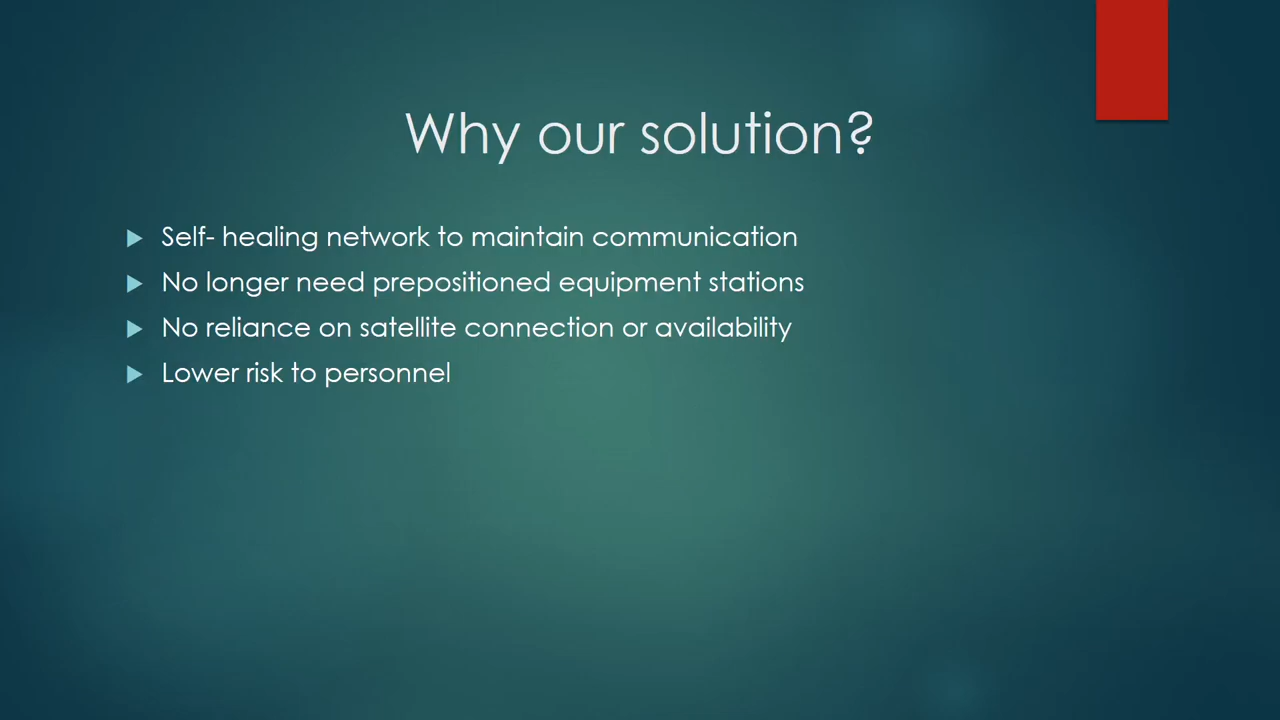 Why our solution?
Self- healing network to maintain communication
No longer need prepositioned equipment stations
No reliance on satellite connection or availability
Lower risk to personnel